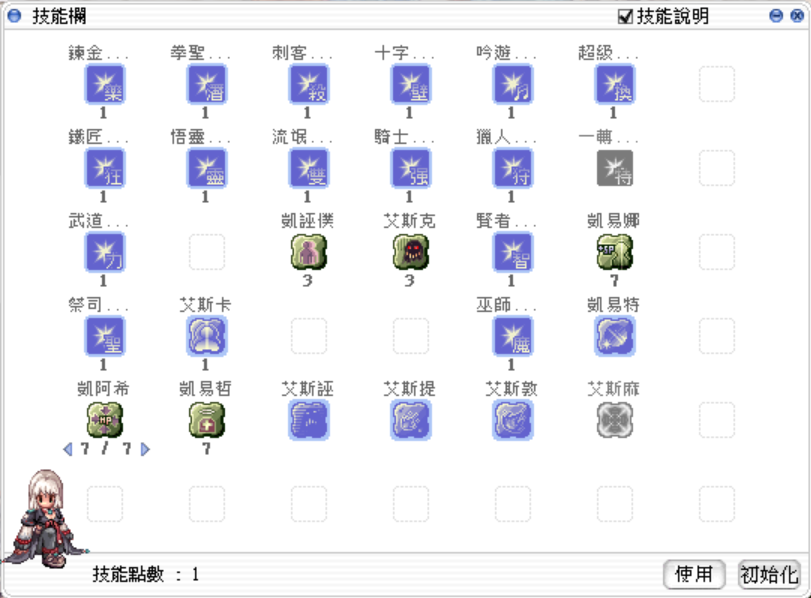 技能欄 技能說明
鍊金... 拳聖... 刺客... 十字... 吟遊... 超級...
藥 潛 殺 壁 ♫ 換
1 1 1 1 1 1
鐵匠... 悟靈... 流氓... 騎士... 獵人... 一轉...
狂 靈 雙 强 狩 特
1 1 1 1 1
武道... 凱誣僕 艾斯克 賢者... 凱易娜
力 智 SP
1 3 3 1 7
祭司... 艾斯卡 巫師... 凱易特
聖 魔
1 1 1
凱阿希 凱易哲 艾斯誣 艾斯提 艾斯敦 艾斯麻
HP
7 / 7 7
技能點數 : 1 使用 初始化